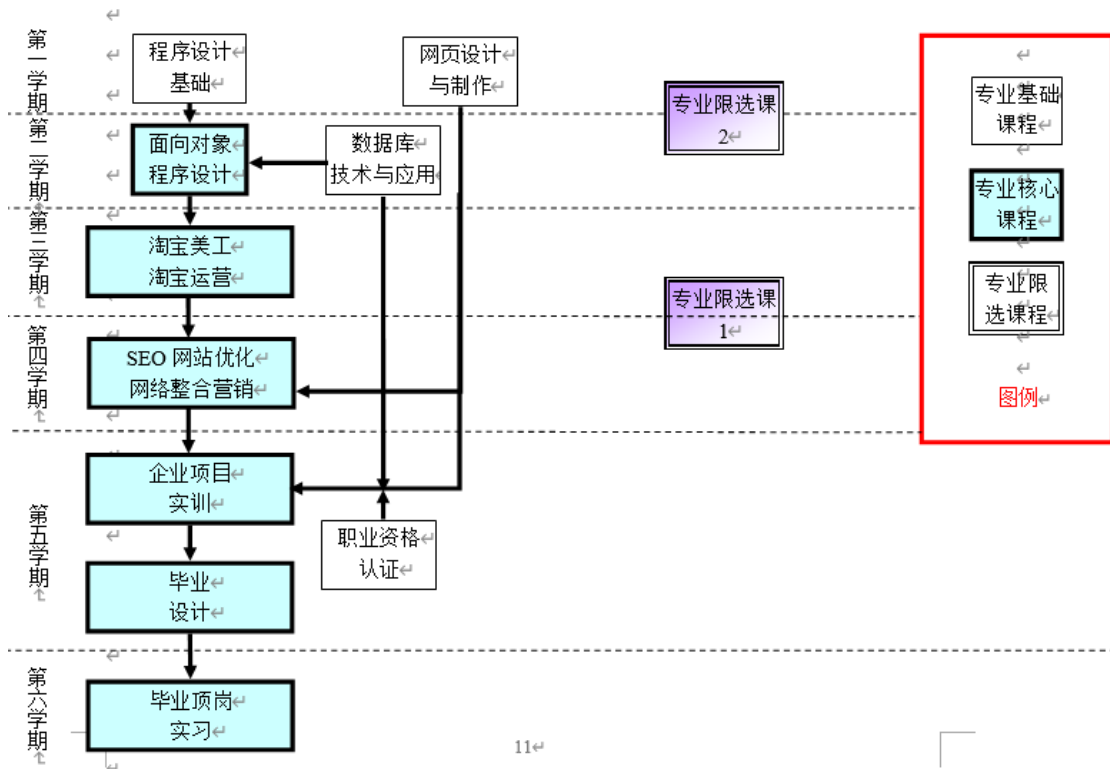 第一学期
程序设计
基础
网页设计
与制作
专业限选课
2
第二学期
面向对象
程序设计
数据库
技术与应用
第三学期
淘宝美工
淘宝运营
专业限选课
1
第四学期
SEO 网站优化
网络整合营销
第五学期
企业项目
实训
职业资格
认证
毕业
设计
第六学期
毕业顶岗
实习
专业基础
课程
专业核心
课程
专业限
选课程
图例
11